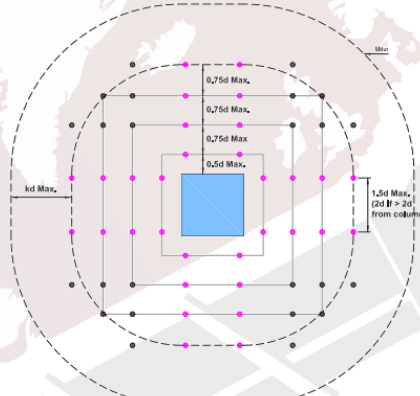 0.75d Max.
0.75d Max.
0.75d Max
0.5d Max.
kd Max.
1.5d Max.
(2d if > 2d
from column